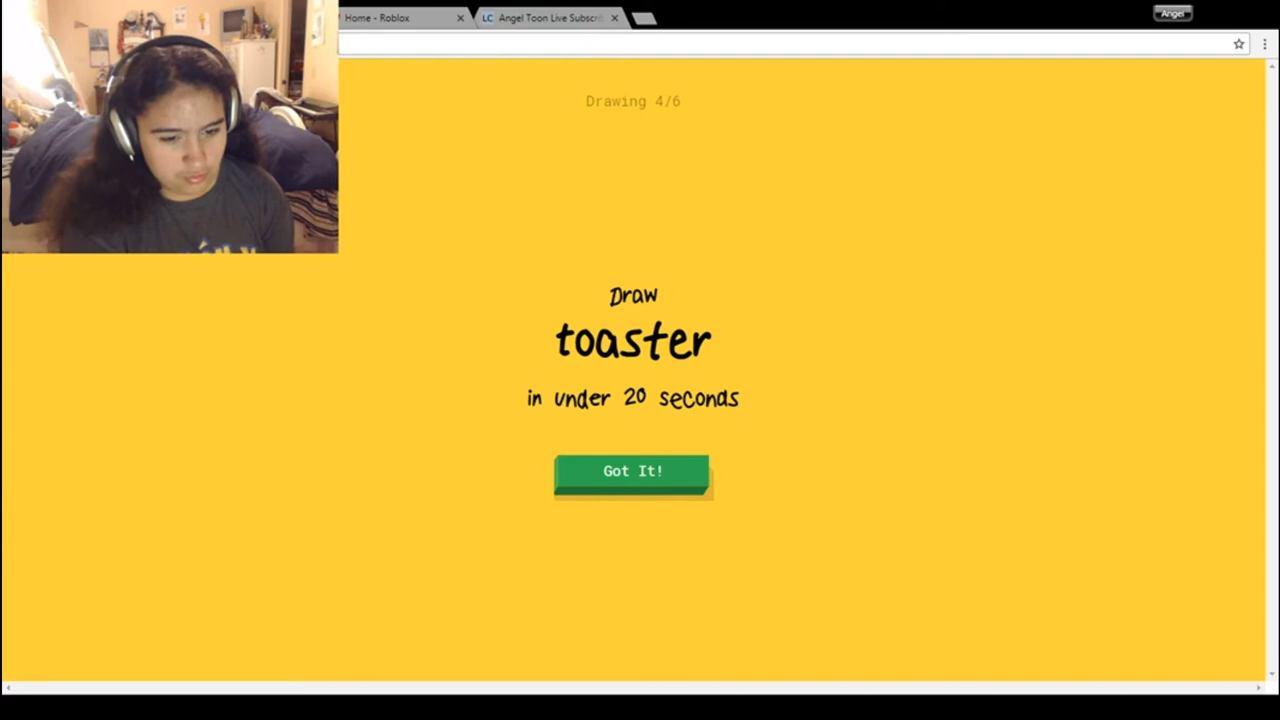 Home - Roblox
LC Angel Toon Live Subscri
Angel
Drawing 4/6
Draw
toaster
in under 20 seconds
Got It!